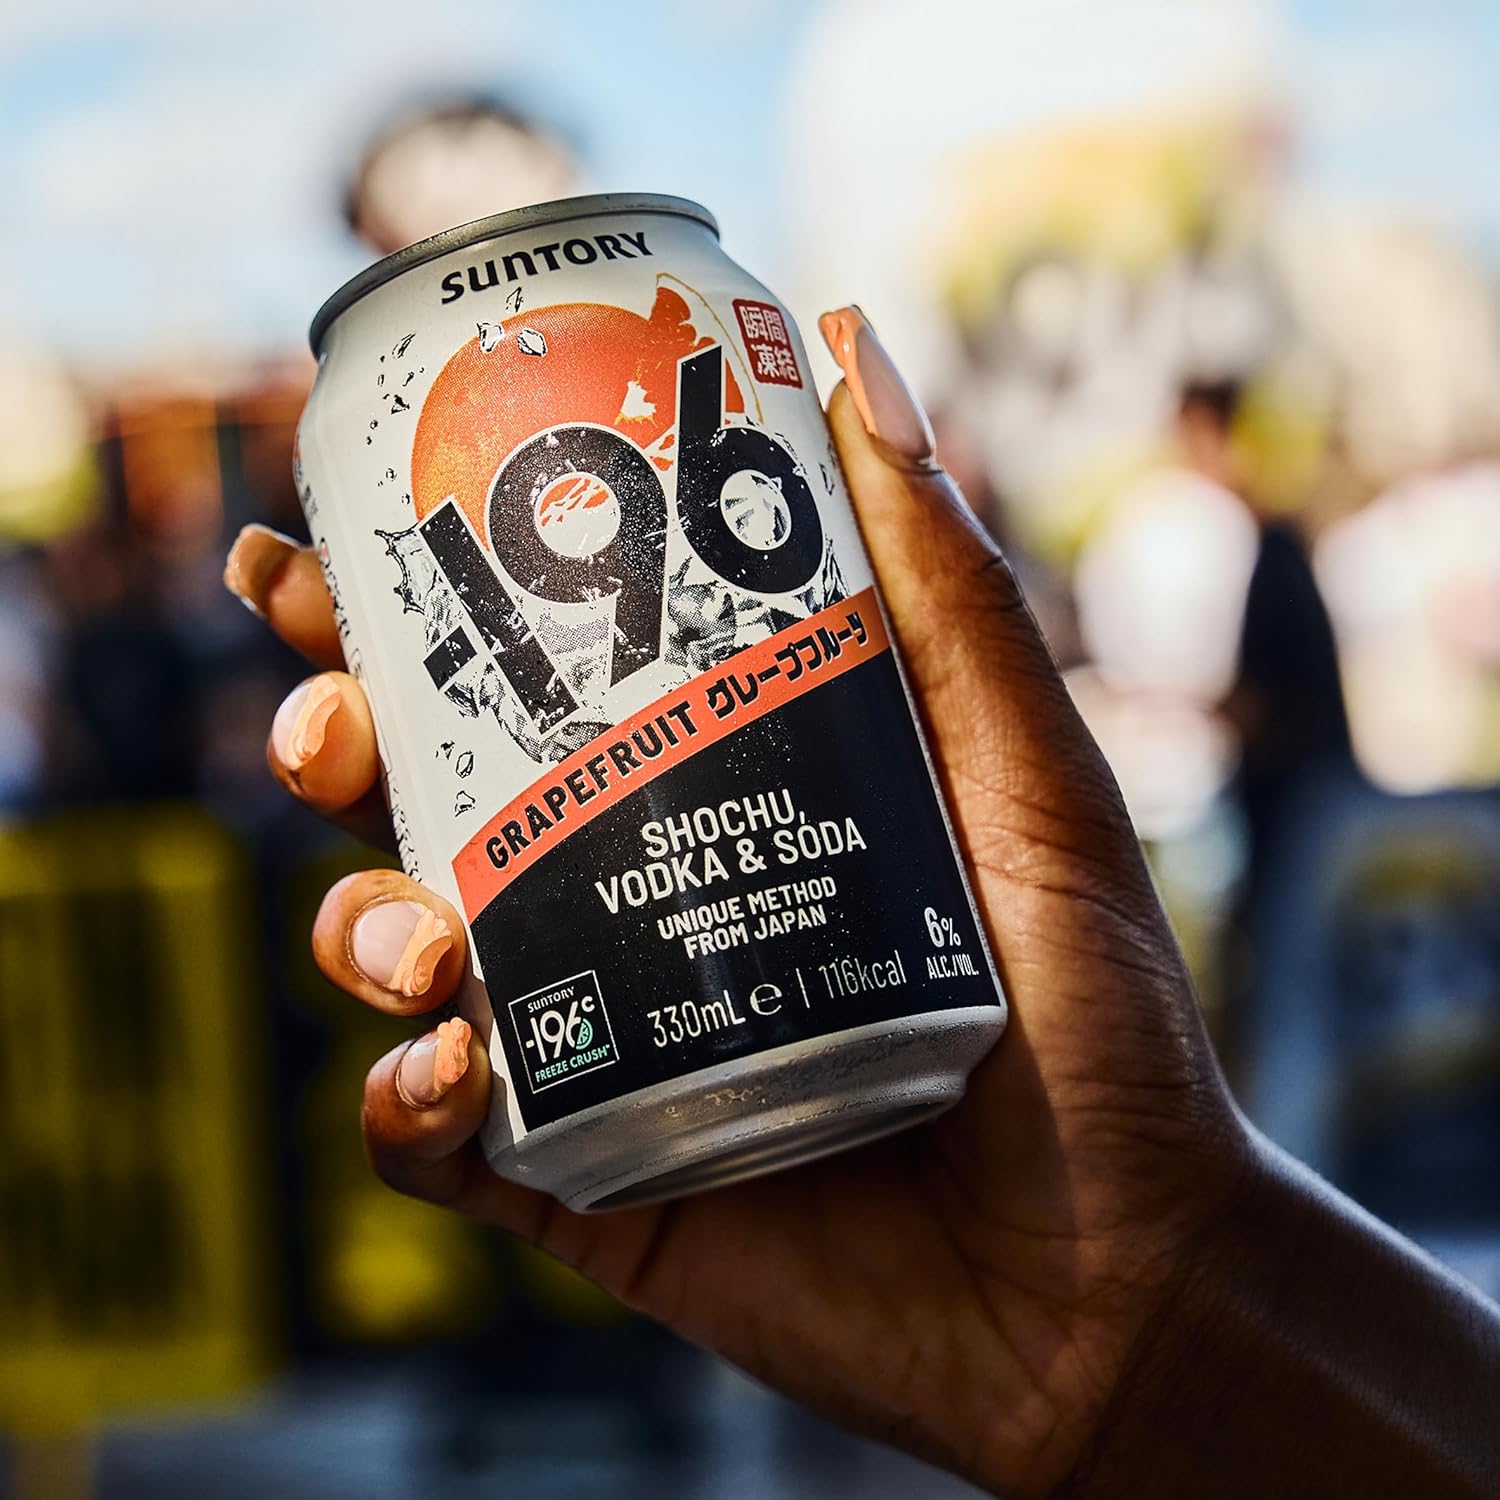 SUNTORY
瞬間
凍結
-196
GRAPEFRUIT グレープフルーツ
SHOCHU,
VODKA & SODA
UNIQUE METHOD
FROM JAPAN
6%
ALC./VOL.
330mL e | 116kcal
SUNTORY
-196°C
FREEZE CRUSH™